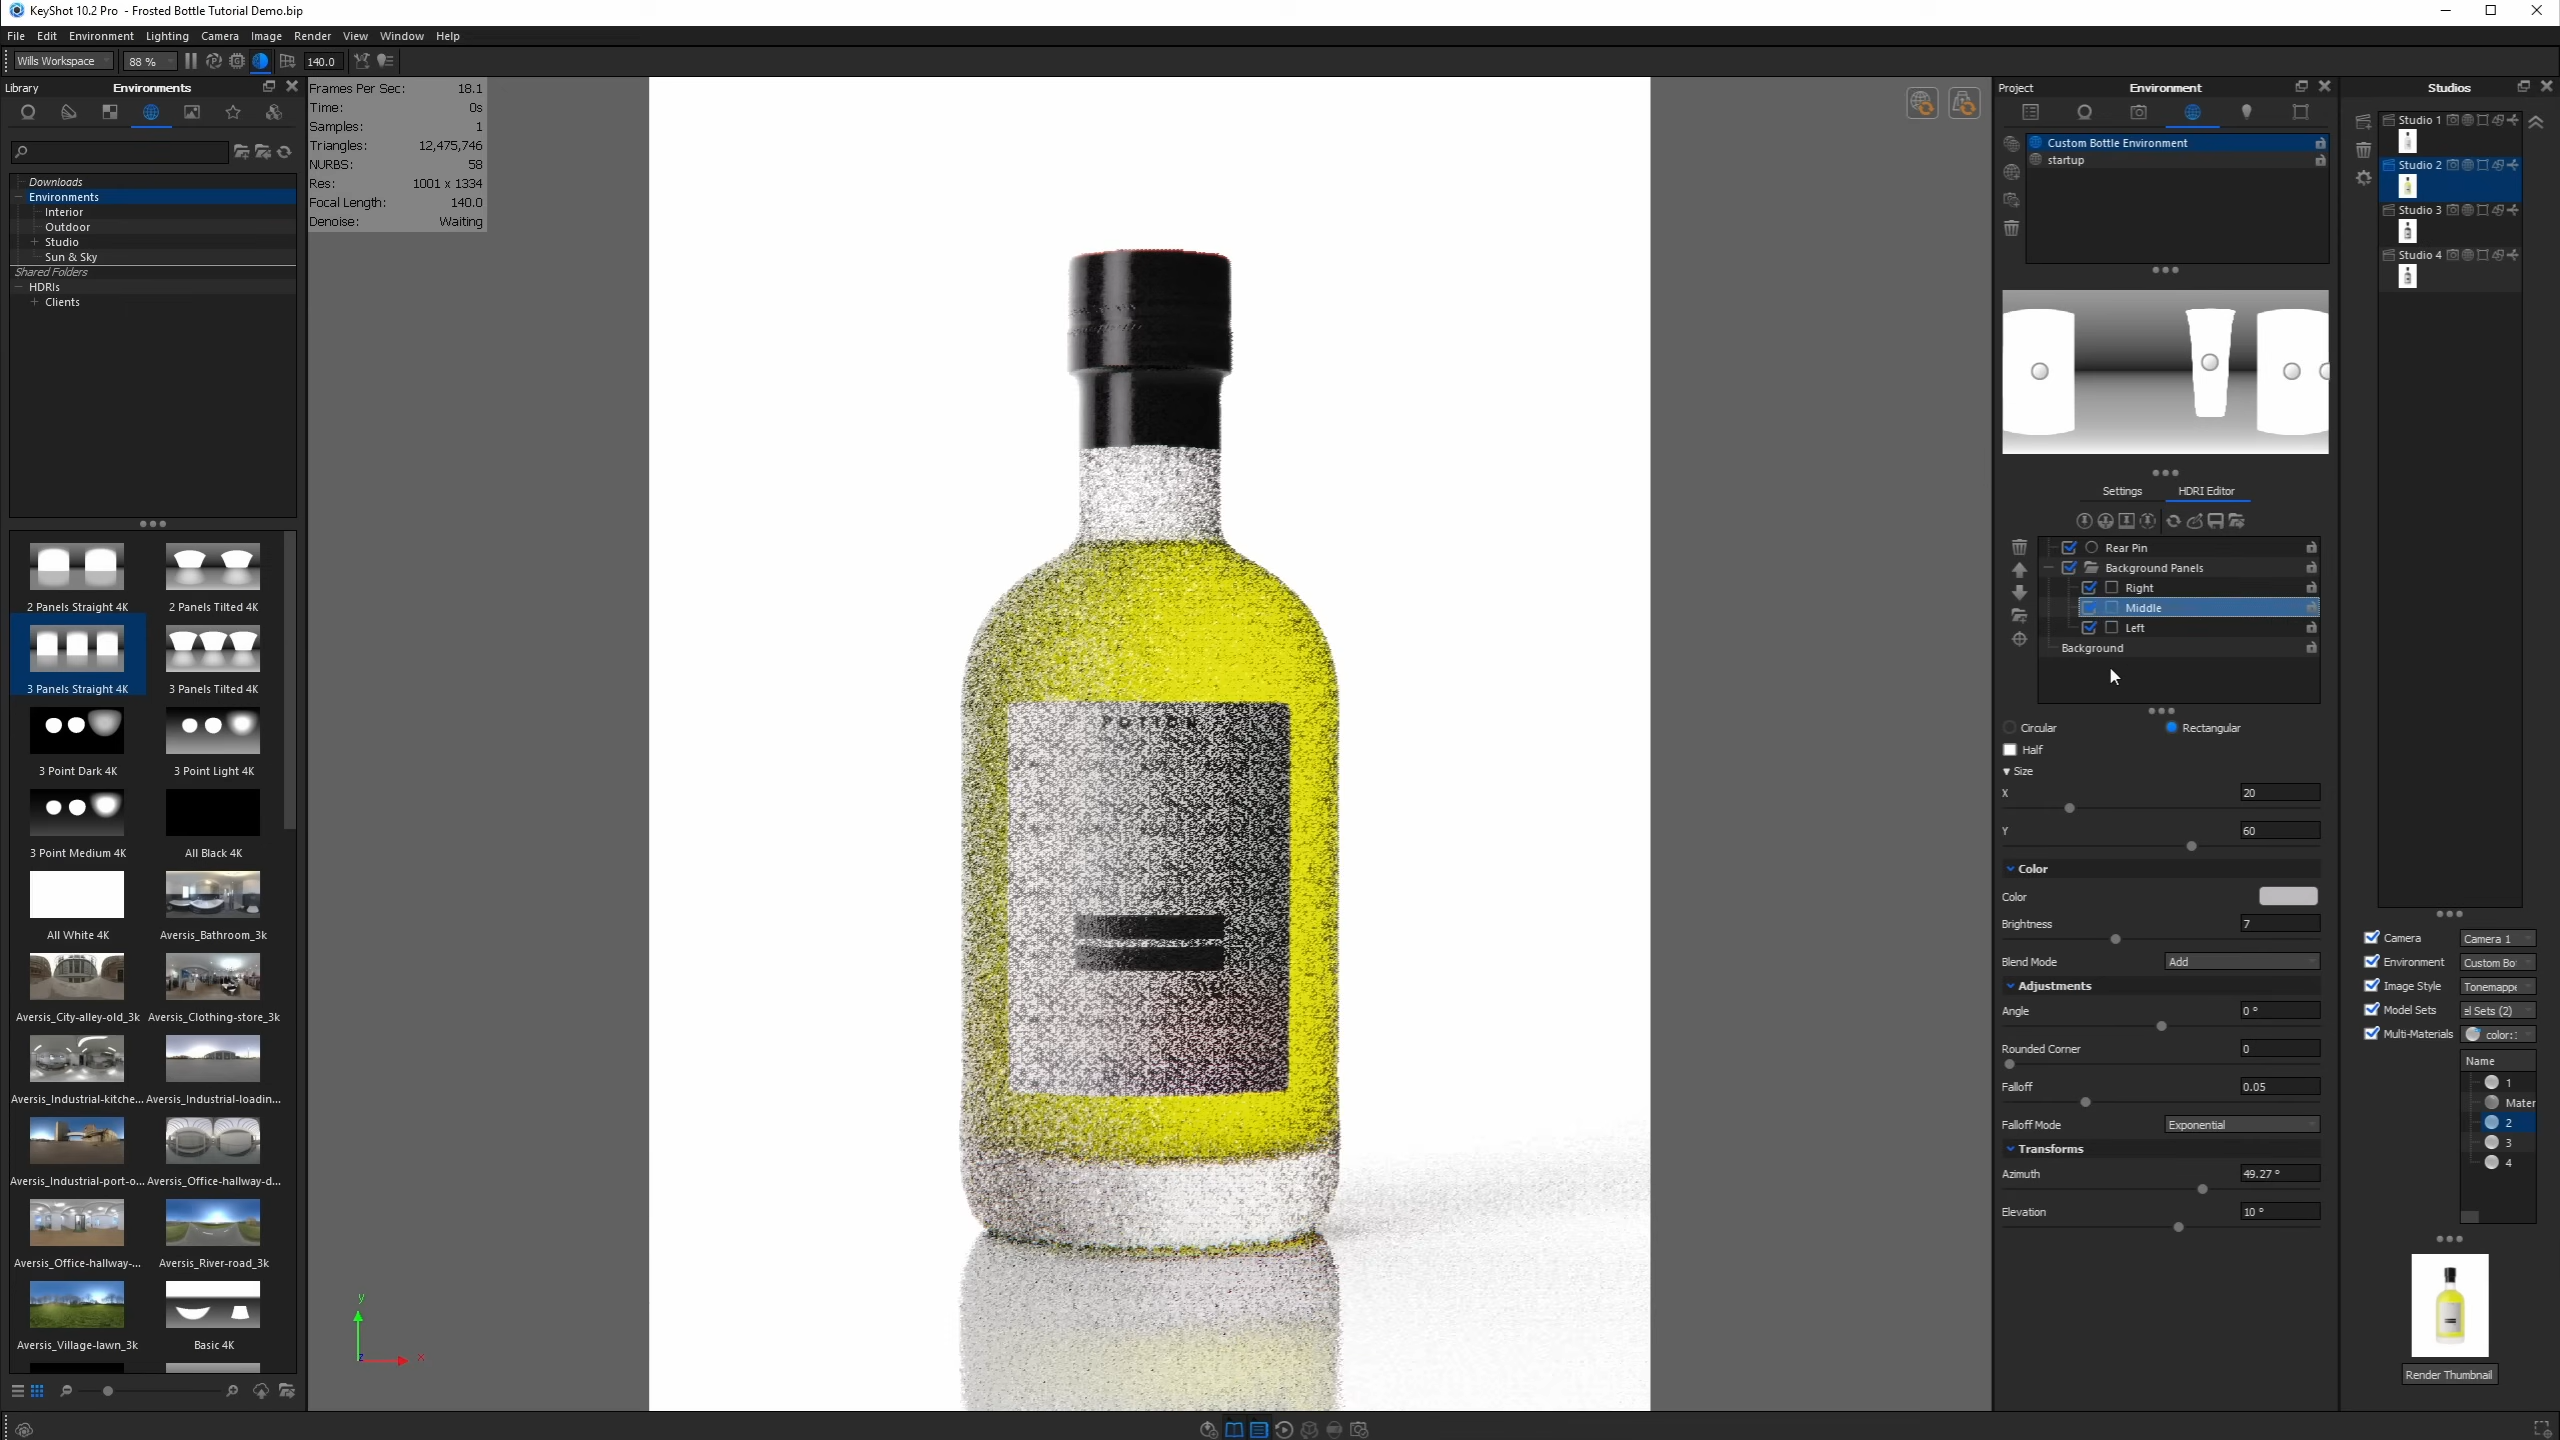 KeyShot 10.2 Pro - Frosted Bottle Tutorial Demo.bip
File Edit Environment Lighting Camera Image Render View Window Help
Wills Workspace 88 % 140.0
Library Environments
Downloads
Environments
Interior
Outdoor
Studio
Sun & Sky
Shared Folders
HDRIs
Clients
2 Panels Straight 4K 2 Panels Tilted 4K
3 Panels Straight 4K 3 Panels Tilted 4K
3 Point Dark 4K 3 Point Light 4K
3 Point Medium 4K All Black 4K
All White 4K Aversis_Bathroom_3k
Aversis_City-alley-old_3k Aversis_Clothing-store_3k
Aversis_Industrial-kitche... Aversis_Industrial-loadin...
Aversis_Industrial-port-o... Aversis_Office-hallway-d...
Aversis_Office-hallway-... Aversis_River-road_3k
Aversis_Village-lawn_3k Basic 4K
Frames Per Sec: 18.1
Time: 0s
Samples: 1
Triangles: 12,475,746
NURBS: 58
Res: 1001 x 1334
Focal Length: 140.0
Denoise: Waiting
POTION
y
z
x
Project Environment
Custom Bottle Environment
startup
Settings HDRI Editor
Rear Pin
Background Panels
Right
Middle
Left
Background
Circular Rectangular
Half
Size
X 20
Y 60
Color
Color
Brightness 7
Blend Mode Add
Adjustments
Angle 0 °
Rounded Corner 0
Falloff 0.05
Falloff Mode Exponential
Transforms
Azimuth 49.27 °
Elevation 10 °
Studios
Studio 1
Studio 2
Studio 3
Studio 4
Camera Camera 1
Environment Custom Bo
Image Style Tonemappe
Model Sets el Sets (2)
Multi-Materials color:
Name
1
Mater
2
3
4
Render Thumbnail